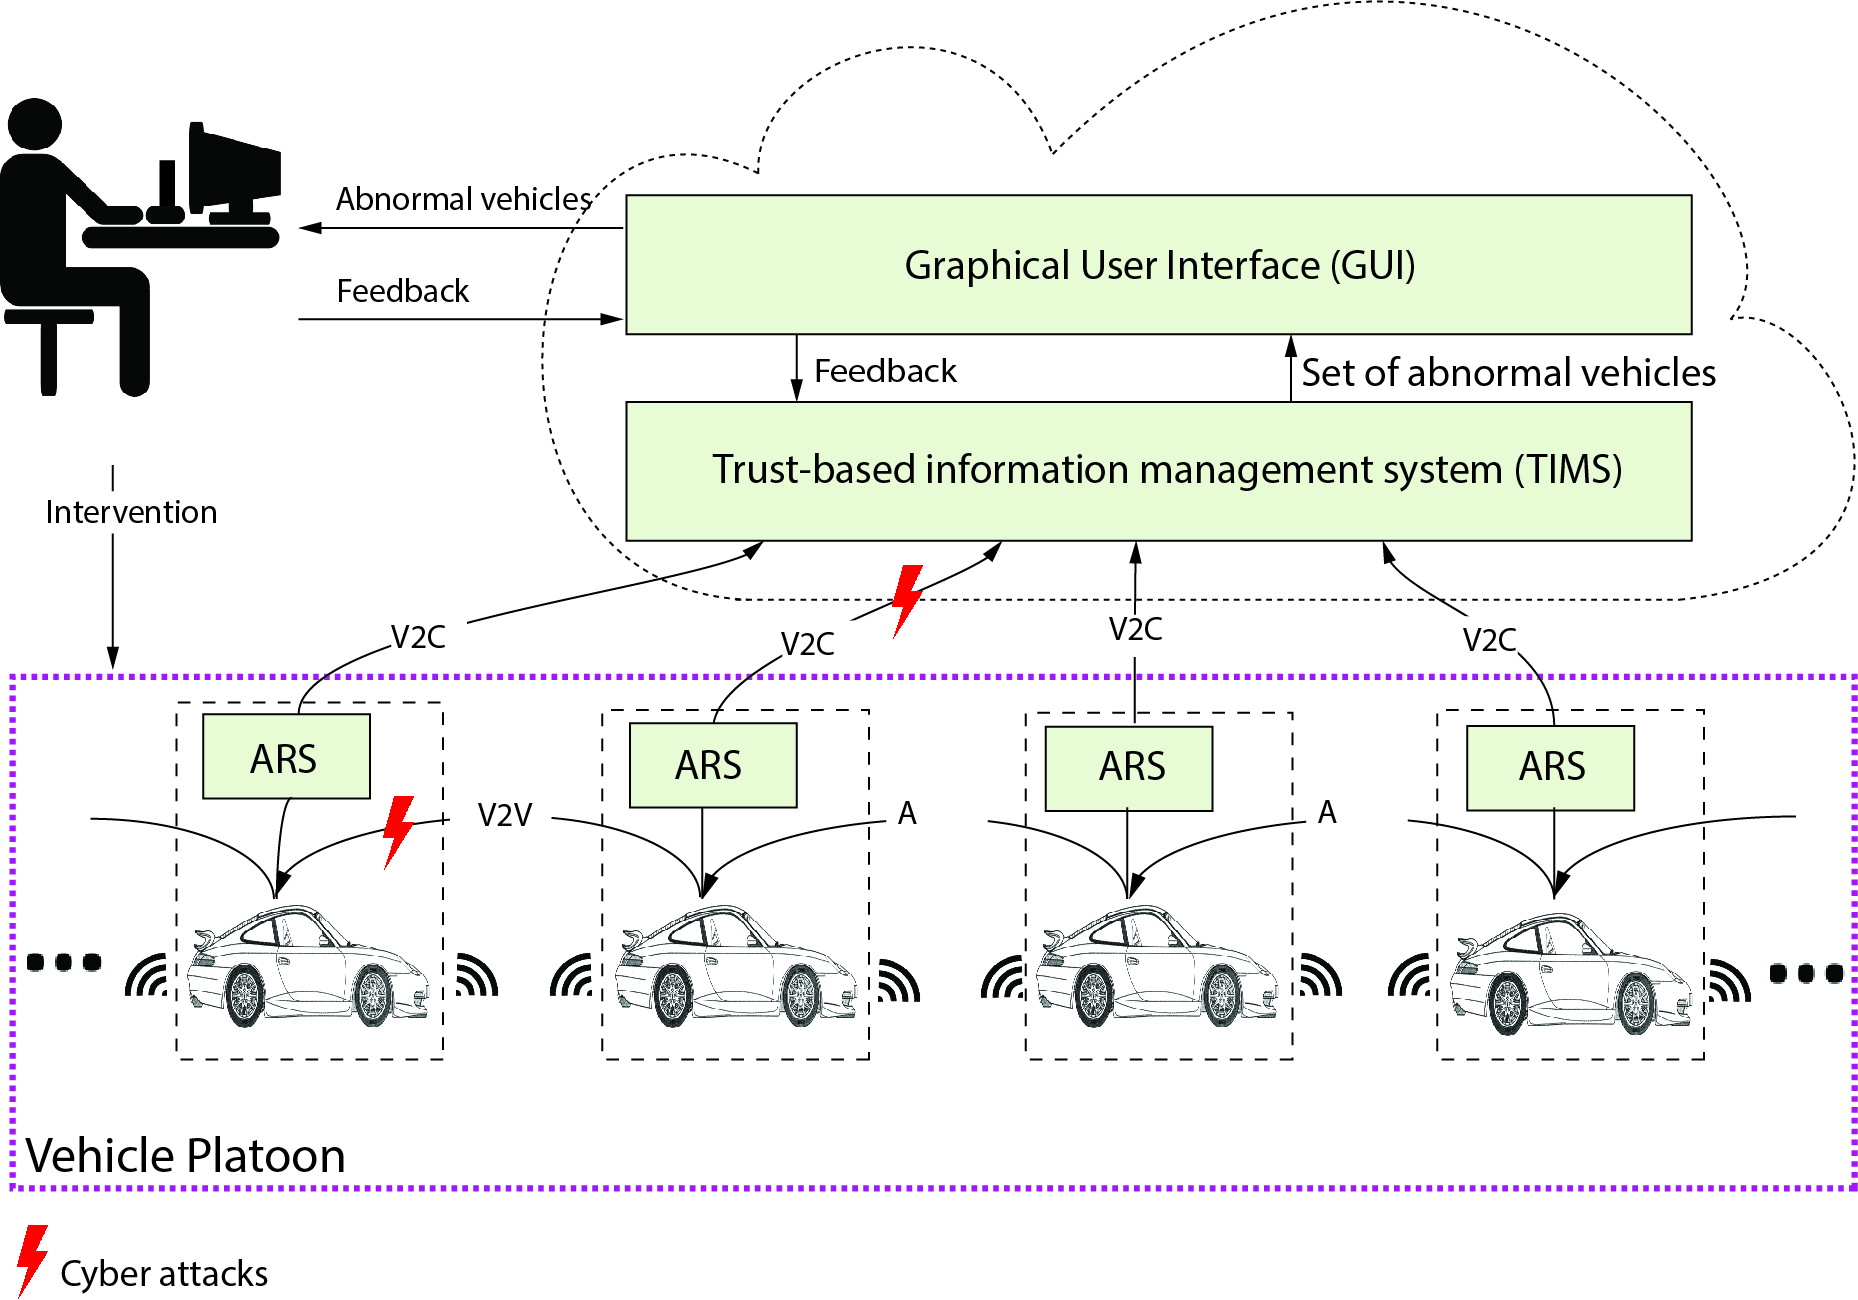 Abnormal vehicles
Graphical User Interface (GUI)
Feedback
Feedback
Set of abnormal vehicles
Trust-based information management system (TIMS)
Intervention
V2C
V2C
V2C
V2C
ARS
ARS
ARS
ARS
V2V
A
A
Vehicle Platoon
Cyber attacks